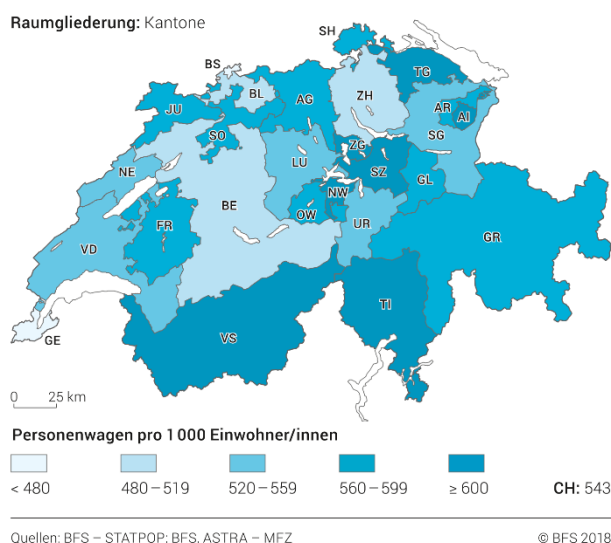 Raumgliederung: Kantone
SH
BS
TG
BL
JU
AG
ZH
AR
AI
SO
SG
ZG
NE
LU
SZ
GL
NW
BE
OW
FR
UR
VD
GR
TI
VS
GE
0 25 km
Personenwagen pro 1 000 Einwohner/innen
< 480 480 – 519 520 – 559 560 – 599 ≥ 600 CH: 543
Quellen: BFS – STATPOP; BFS, ASTRA – MFZ © BFS 2018